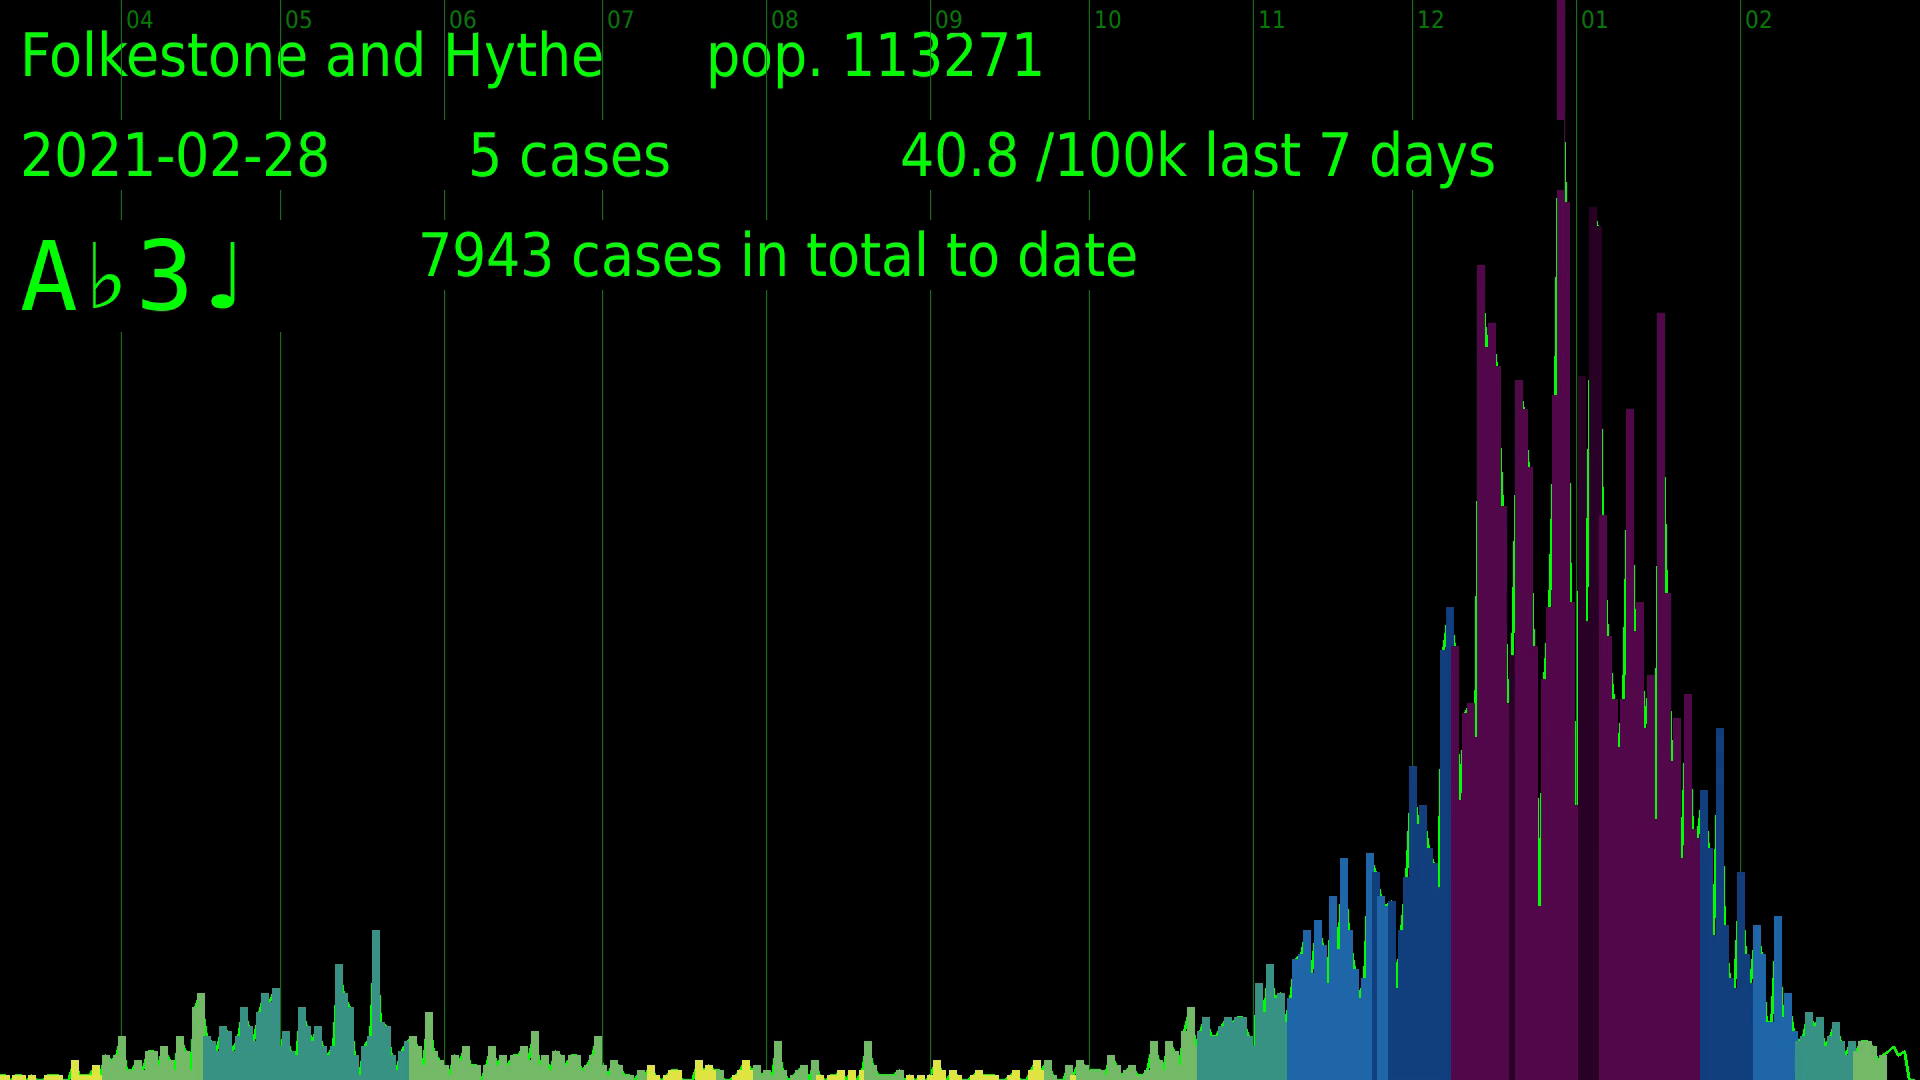 04 05 06 07 08 09 10 11 12 01 02
Folkestone and Hythe pop. 113271
2021-02-28 5 cases 40.8 /100k last 7 days
A♭3♩ 7943 cases in total to date